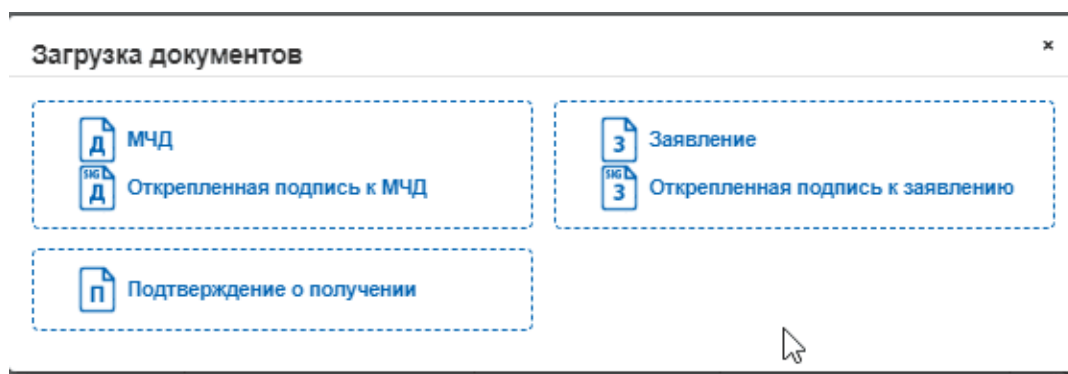 Загрузка документов
×
Д МЧД
SIG Д Открепленная подпись к МЧД
З Заявление
SIG З Открепленная подпись к заявлению
П Подтверждение о получении